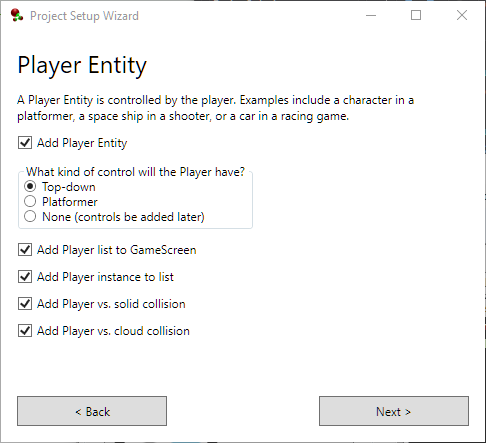 Project Setup Wizard
Player Entity
A Player Entity is controlled by the player. Examples include a character in a
platformer, a space ship in a shooter, or a car in a racing game.
Add Player Entity
What kind of control will the Player have?
Top-down
Platformer
None (controls be added later)
Add Player list to GameScreen
Add Player instance to list
Add Player vs. solid collision
Add Player vs. cloud collision
< Back
Next >